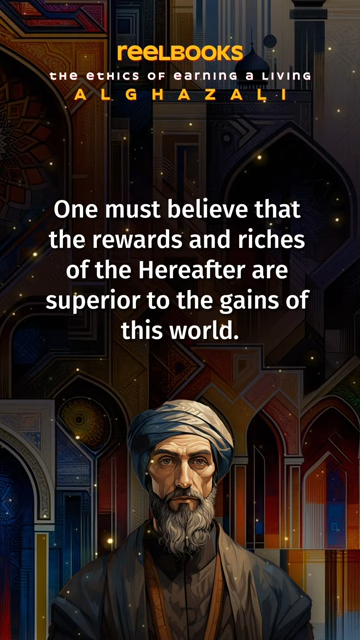 reelBOOKS
the ethics of earning a living
ALGHAZAĻI
One must believe that
the rewards and riches
of the Hereafter are
superior to the gains of
this world.